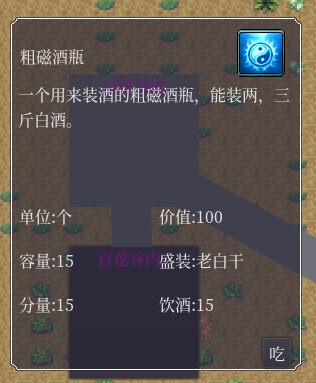 粗磁酒瓶
一个用来装酒的粗磁酒瓶，能装两，三
斤白酒。
单位:个
价值:100
容量:15
百花谷内
盛装:老白干
分量:15
饮酒:15
吃